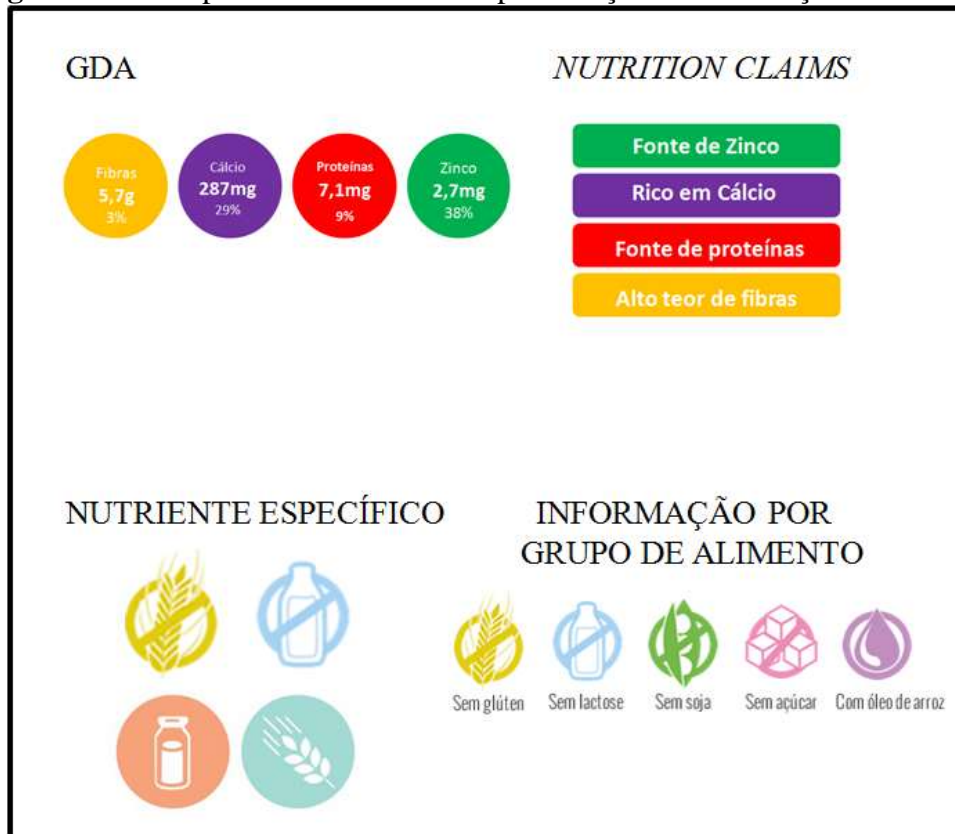 GDA
NUTRITION CLAIMS
Fibras
5,7g
3%
Cálcio
287mg
29%
Proteínas
7,1mg
9%
Zinco
2,7mg
38%
Fonte de Zinco
Rico em Cálcio
Fonte de proteínas
Alto teor de fibras
NUTRIENTE ESPECÍFICO
INFORMAÇÃO POR
GRUPO DE ALIMENTO
Sem glúten
Sem lactose
Sem soja
Sem açúcar
Com óleo de arroz